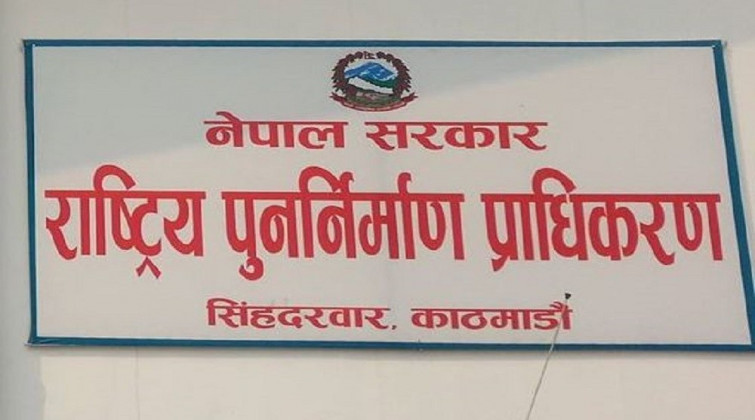 नेपाल सरकार
राष्ट्रिय पुनर्निर्माण प्राधिकरण
सिंहदरवार, काठमाडौं